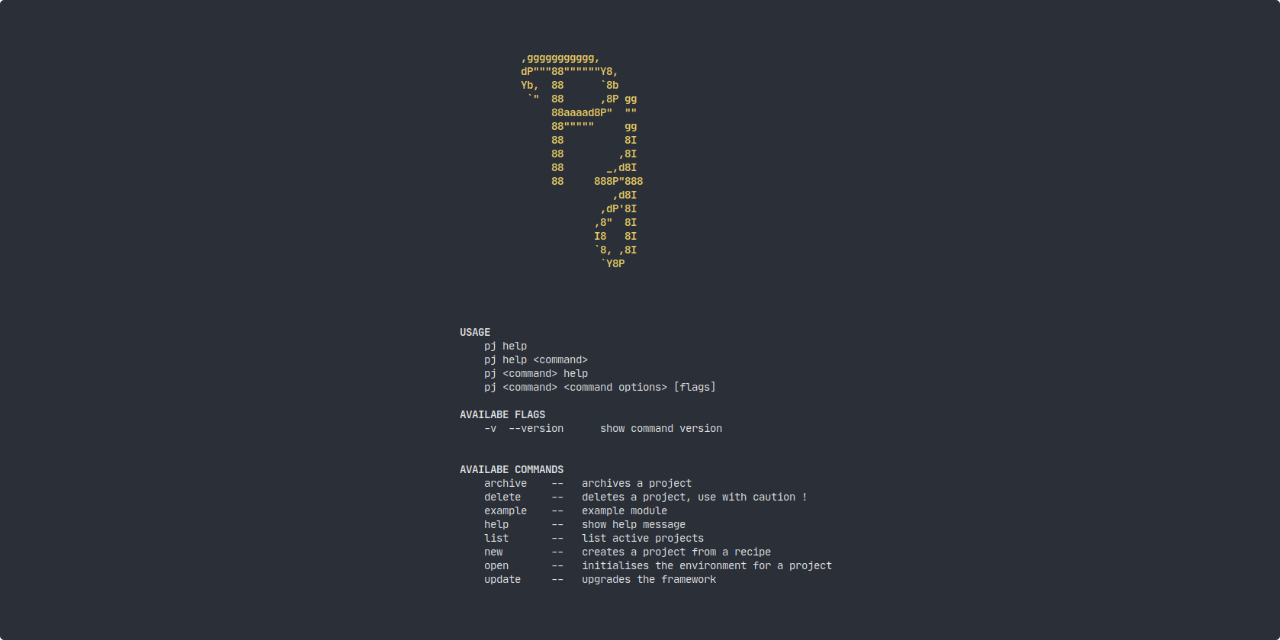 ,ggggggggggg,
dP"""88""""""Y8,
Yb,  88      `8b
 `"  88      ,8P gg
     88aaaad8P"  ""
     88"""""     gg
     88          8I
     88         ,8I
     88       _,d8I
     88     888P"888
               ,d8I
             ,dP'8I
            ,8"  8I
            I8   8I
            `8, ,8I
             `Y8P
USAGE
pj help
pj help <command>
pj <command> help
pj <command> <command options> [flags]
AVAILABE FLAGS
-v  --version      show command version
AVAILABE COMMANDS
archive    --   archives a project
delete     --   deletes a project, use with caution !
example    --   example module
help       --   show help message
list       --   list active projects
new        --   creates a project from a recipe
open       --   initialises the environment for a project
update     --   upgrades the framework